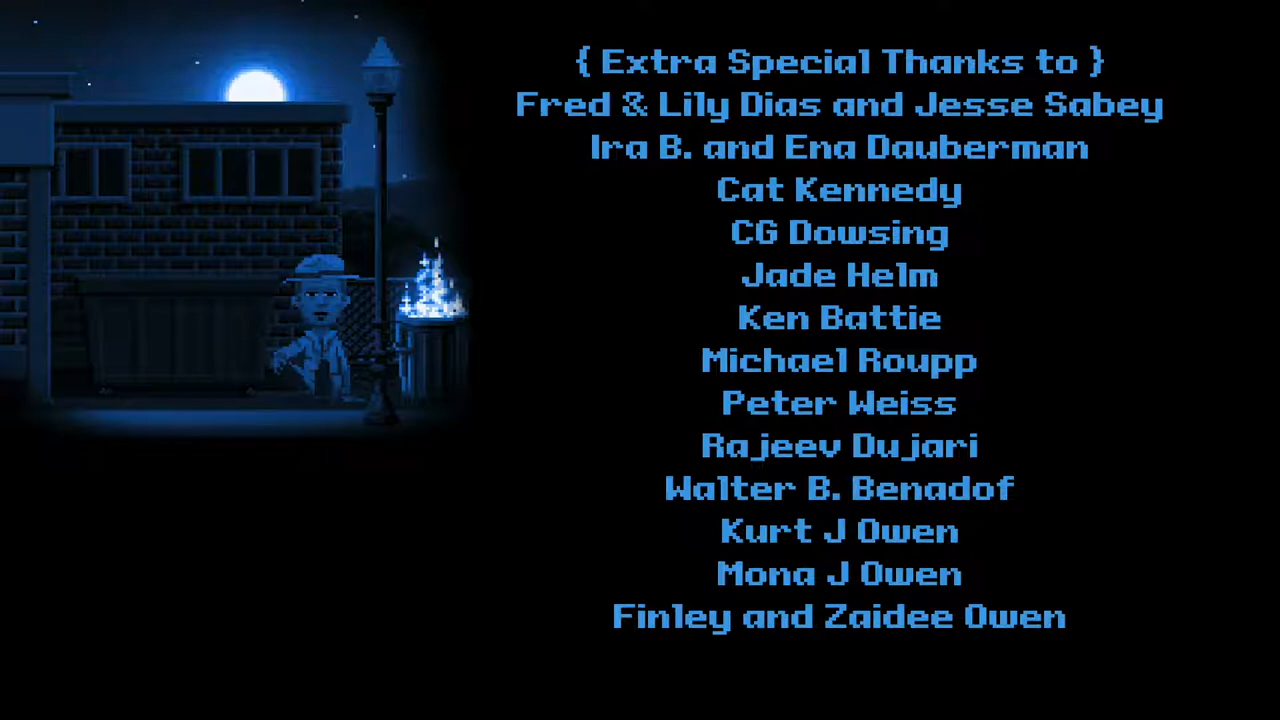 { Extra Special Thanks to }
Fred & Lily Dias and Jesse Sabey
Ira B. and Ena Dauberman
Cat Kennedy
CG Dowsing
Jade Helm
Ken Battie
Michael Roupp
Peter Weiss
Rajeev Dujari
Walter B. Benadof
Kurt J Owen
Mona J Owen
Finley and Zaidee Owen